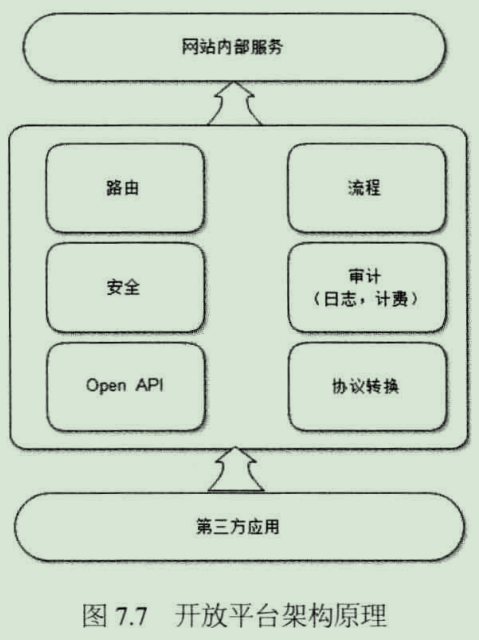 网站内部服务
路由
流程
安全
审计
（日志，计费）
Open API
协议转换
第三方应用
图 7.7 开放平台架构原理